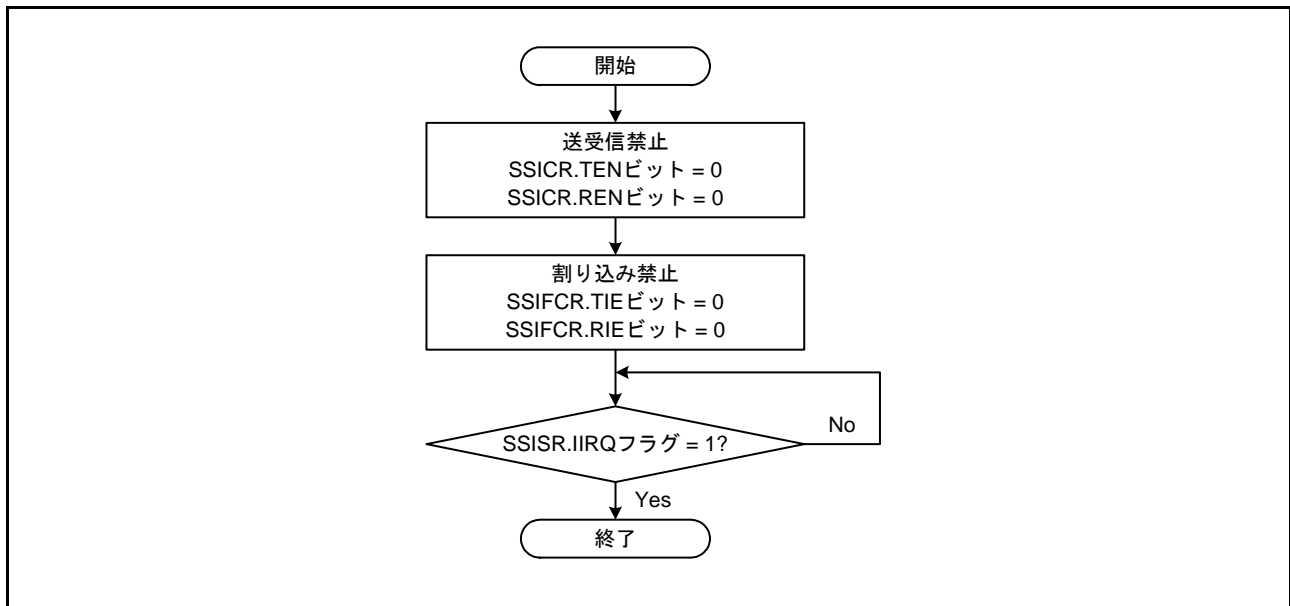 開始
送受信禁止
SSICR.TENビット = 0
SSICR.RENビット = 0
割り込み禁止
SSIFCR.TIEビット = 0
SSIFCR.RIEビット = 0
SSISR.IIRQフラグ = 1?
No
Yes
終了